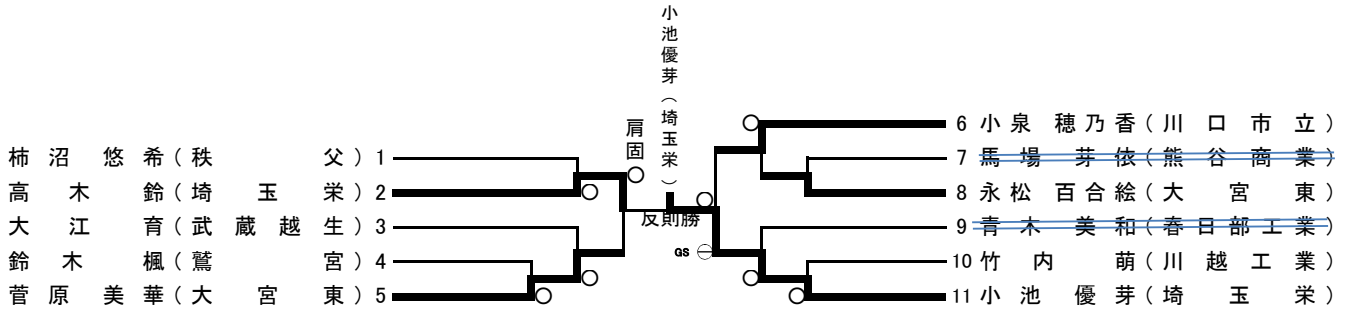 小池優芽（埼玉栄）
肩固
反則勝
GS
柿沼 悠希（秩父）1
高木 鈴（埼玉栄）2
大江 育（武蔵越生）3
鈴木 楓（鷲宮）4
菅原 美華（大宮東）5
6 小泉 穂乃香（川口市立）
7 馬場 芽依（熊谷商業）
8 永松 百合絵（大宮東）
9 青木 美和（春日部工業）
10 竹内 萌（川越工業）
11 小池 優芽（埼玉栄）